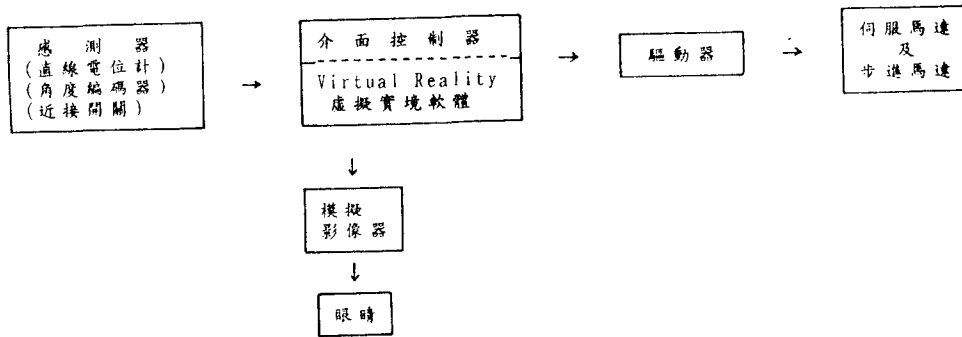 感測器
(直線電位計)
(角度編碼器)
(近接開關)
→
介面控制器
Virtual Reality
虛擬實境軟體
→
驅動器
→
伺服馬達
及
步進馬達
↓
模擬
影像器
↓
眼睛